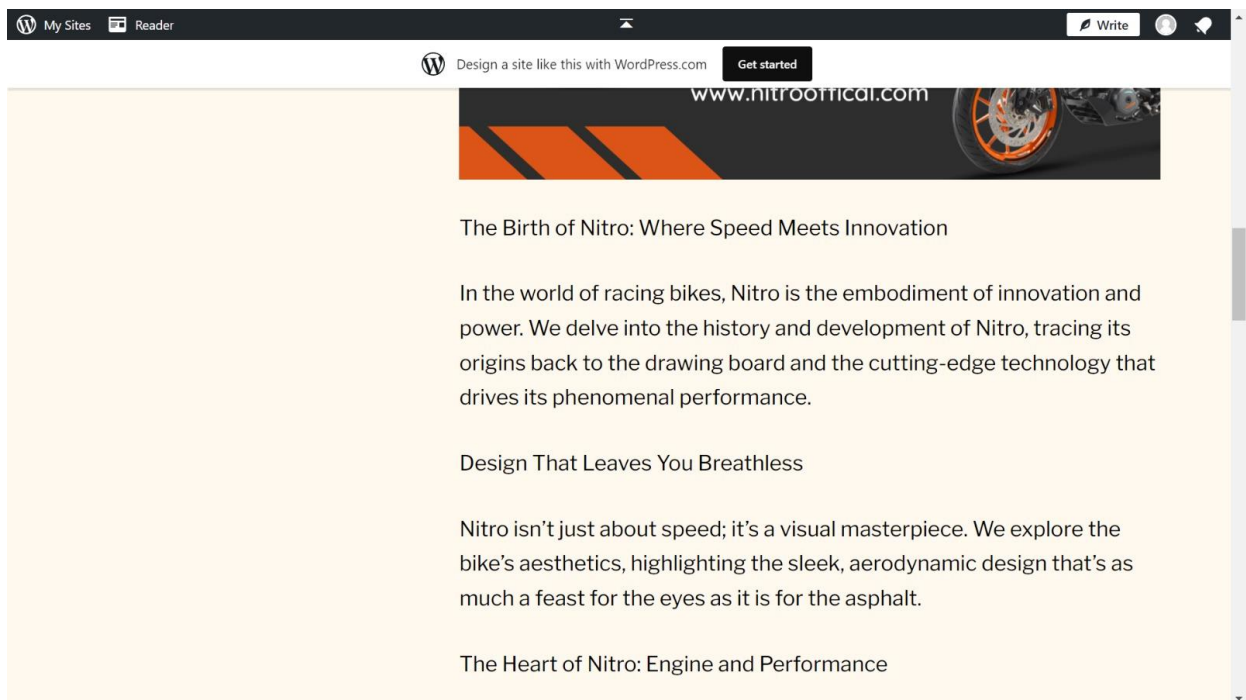 My Sites Reader Write
Design a site like this with WordPress.com Get started
www.nitrooffical.com
The Birth of Nitro: Where Speed Meets Innovation
In the world of racing bikes, Nitro is the embodiment of innovation and
power. We delve into the history and development of Nitro, tracing its
origins back to the drawing board and the cutting-edge technology that
drives its phenomenal performance.
Design That Leaves You Breathless
Nitro isn’t just about speed; it’s a visual masterpiece. We explore the
bike’s aesthetics, highlighting the sleek, aerodynamic design that’s as
much a feast for the eyes as it is for the asphalt.
The Heart of Nitro: Engine and Performance